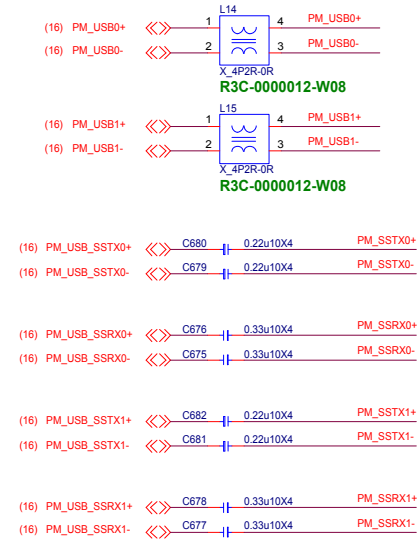 L14
(16) PM_USB0+ 1 4 PM_USB0+
(16) PM_USB0- 2 3 PM_USB0-
X_4P2R-0R
R3C-0000012-W08
L15
(16) PM_USB1+ 1 4 PM_USB1+
(16) PM_USB1- 2 3 PM_USB1-
X_4P2R-0R
R3C-0000012-W08
(16) PM_USB_SSTX0+ C680 0.22u10X4 PM_SSTX0+
(16) PM_USB_SSTX0- C679 0.22u10X4 PM_SSTX0-
(16) PM_USB_SSRX0+ C676 0.33u10X4 PM_SSRX0+
(16) PM_USB_SSRX0- C675 0.33u10X4 PM_SSRX0-
(16) PM_USB_SSTX1+ C682 0.22u10X4 PM_SSTX1+
(16) PM_USB_SSTX1- C681 0.22u10X4 PM_SSTX1-
(16) PM_USB_SSRX1+ C678 0.33u10X4 PM_SSRX1+
(16) PM_USB_SSRX1- C677 0.33u10X4 PM_SSRX1-